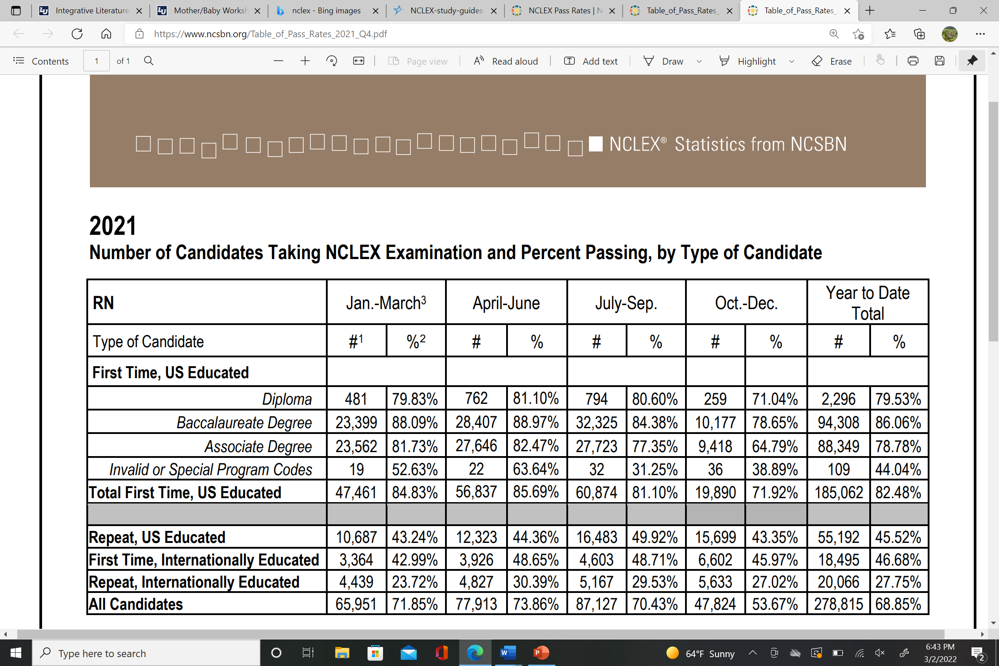 Integrative Literature
Mother/Baby Worksh
nclex - Bing images
NCLEX-study-guides-
NCLEX Pass Rates | N
Table_of_Pass_Rates_
Table_of_Pass_Rates_
https://www.ncsbn.org/Table_of_Pass_Rates_2021_Q4.pdf
Contents 1 of 1 Page view Read aloud Add text Draw Highlight Erase
NCLEX® Statistics from NCSBN
2021
Number of Candidates Taking NCLEX Examination and Percent Passing, by Type of Candidate
RN Jan.-March³ April-June July-Sep. Oct.-Dec. Year to Date Total
Type of Candidate #¹ %² # % # % # % # %
First Time, US Educated
Diploma 481 79.83% 762 81.10% 794 80.60% 259 71.04% 2,296 79.53%
Baccalaureate Degree 23,399 88.09% 28,407 88.97% 32,325 84.38% 10,177 78.65% 94,308 86.06%
Associate Degree 23,562 81.73% 27,646 82.47% 27,723 77.35% 9,418 64.79% 88,349 78.78%
Invalid or Special Program Codes 19 52.63% 22 63.64% 32 31.25% 36 38.89% 109 44.04%
Total First Time, US Educated 47,461 84.83% 56,837 85.69% 60,874 81.10% 19,890 71.92% 185,062 82.48%
Repeat, US Educated 10,687 43.24% 12,323 44.36% 16,483 49.92% 15,699 43.35% 55,192 45.52%
First Time, Internationally Educated 3,364 42.99% 3,926 48.65% 4,603 48.71% 6,602 45.97% 18,495 46.68%
Repeat, Internationally Educated 4,439 23.72% 4,827 30.39% 5,167 29.53% 5,633 27.02% 20,066 27.75%
All Candidates 65,951 71.85% 77,913 73.86% 87,127 70.43% 47,824 53.67% 278,815 68.85%
Type here to search
64°F Sunny
6:43 PM
3/2/2022
2